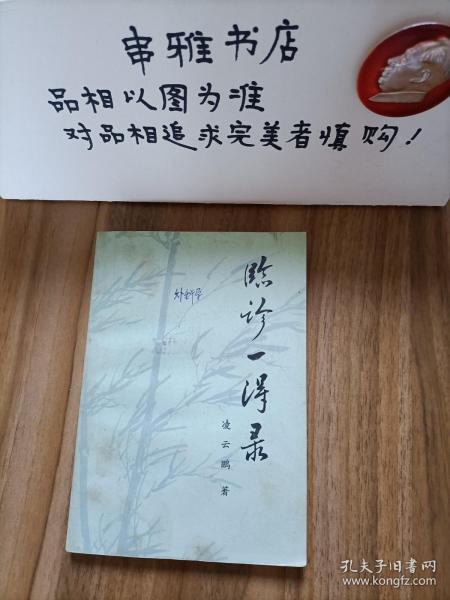 串雅书店
品相以图为准
对品相追求完美者慎购!
临诊一得录
凌云鹏 著
孔夫子旧书网
www.kongfz.com